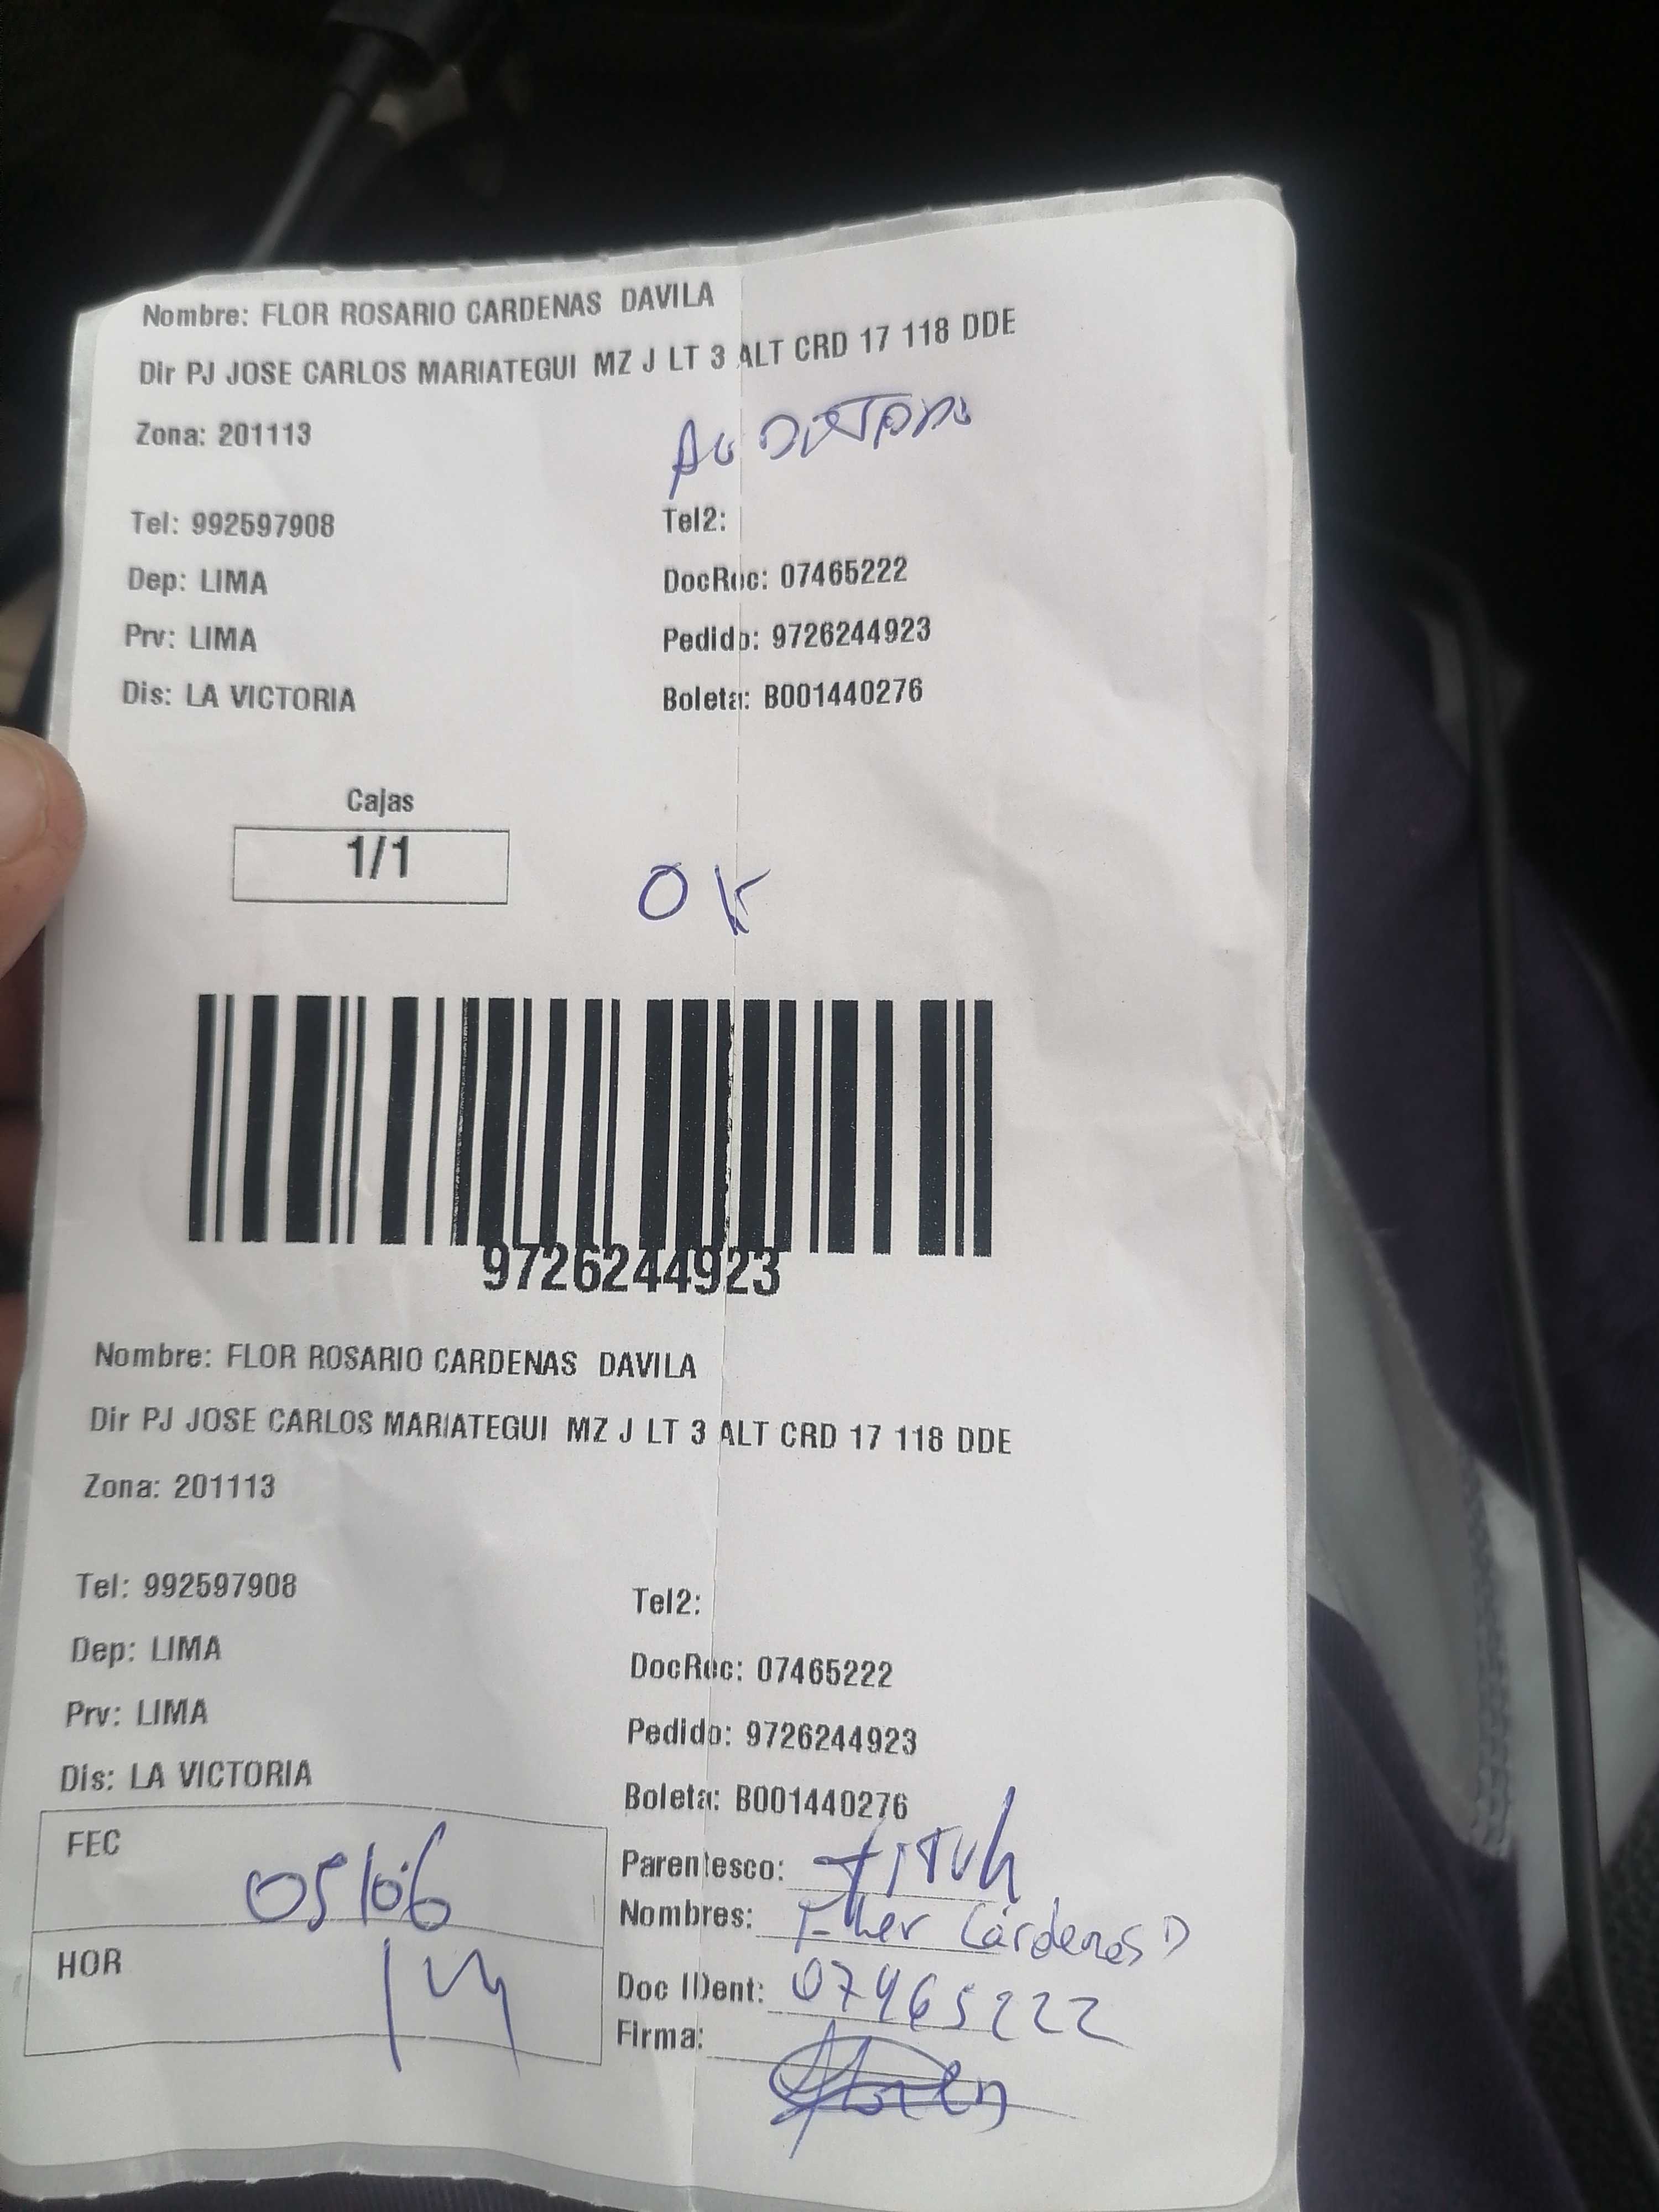 Nombre: FLOR ROSARIO CARDENAS DAVILA
Dir PJ JOSE CARLOS MARIATEGUI MZ J LT 3 ALT CRD 17 118 DDE
Zona: 201113
Tel: 992597908 Tel2:
Dep: LIMA DocRec: 07465222
Prv: LIMA Pedido: 9726244923
Dis: LA VICTORIA Boleta: B001440276
Cajas
1/1
OK
9726244923
Nombre: FLOR ROSARIO CARDENAS DAVILA
Dir PJ JOSE CARLOS MARIATEGUI MZ J LT 3 ALT CRD 17 118 DDE
Zona: 201113
Tel: 992597908 Tel2:
Dep: LIMA DocRec: 07465222
Prv: LIMA Pedido: 9726244923
Dis: LA VICTORIA Boleta: B001440276
FEC 05/06
Parentesco:
Nombres: Cárdenas D
HOR
Doc IDent: 07465222
Firma: